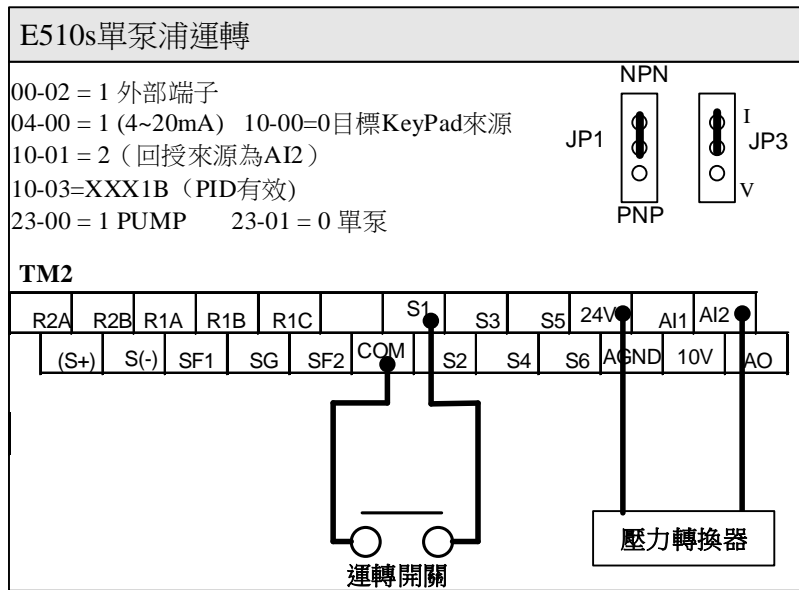 E510s單泵浦運轉
00-02 = 1 外部端子
04-00 = 1 (4~20mA) 10-00=0目標KeyPad來源
10-01 = 2（回授來源為AI2）
10-03=XXX1B（PID有效）
23-00 = 1 PUMP 23-01 = 0 單泵
NPN
JP1
PNP
I
JP3
V
TM2
R2A R2B R1A R1B R1C S1 S3 S5 24V AI1 AI2
(S+) S(-) SF1 SG SF2 COM S2 S4 S6 AGND 10V AO
運轉開關
壓力轉換器